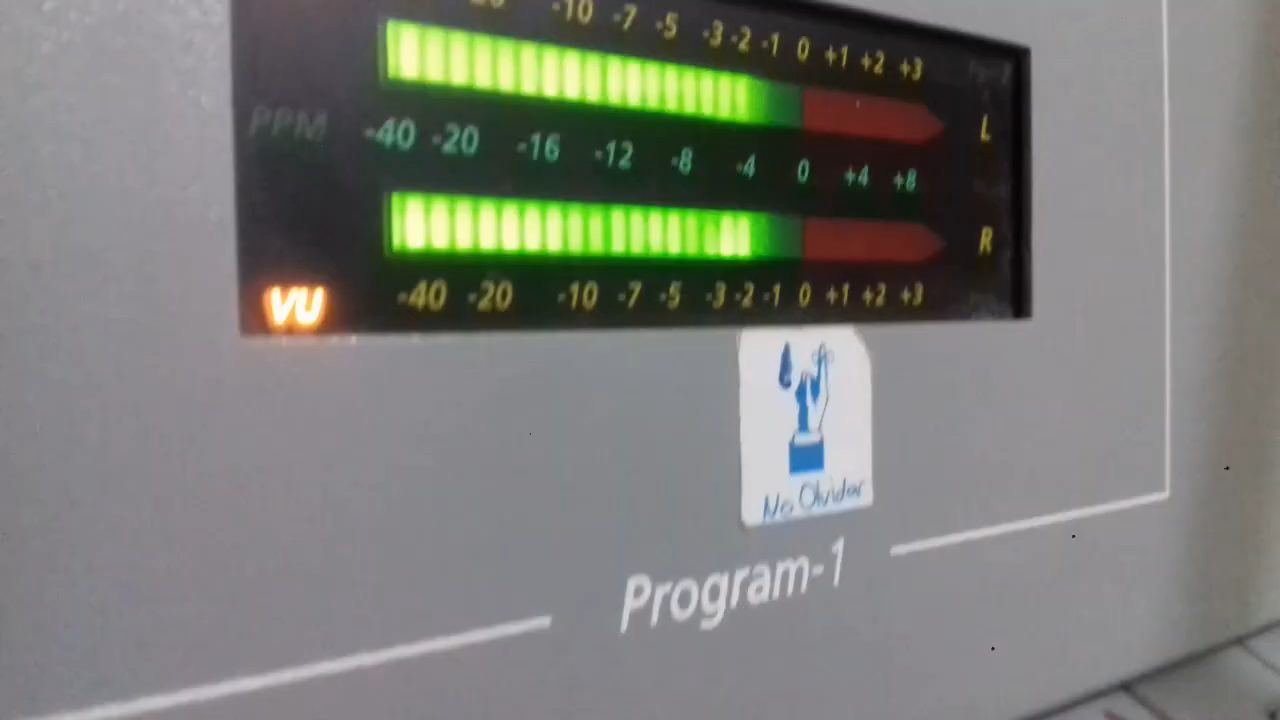 -20 -10 -7 -5 -3 -2 -1 0 +1 +2 +3
L
PPM -40 -20 -16 -12 -8 -4 0 +4 +8
R
VU -40 -20 -10 -7 -5 -3 -2 -1 0 +1 +2 +3
No Olvidar
Program-1